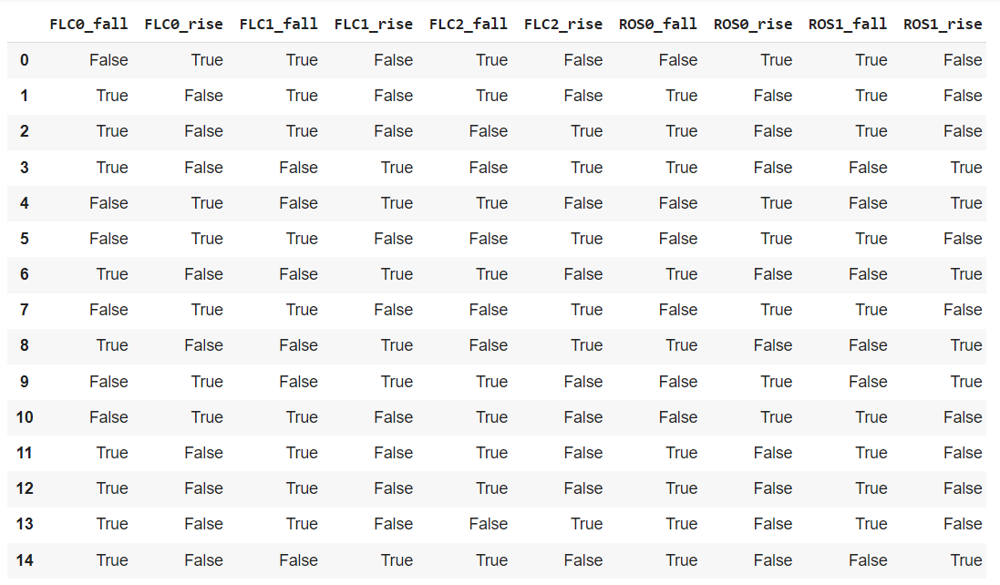 FLC0_fall FLC0_rise FLC1_fall FLC1_rise FLC2_fall FLC2_rise ROS0_fall ROS0_rise ROS1_fall ROS1_rise
0 False True True False True False False True True False
1 True False True False True False True False True False
2 True False True False False True True False True False
3 True False False True False True True False False True
4 False True False True True False False True False True
5 False True True False False True False True True False
6 True False False True True False True False False True
7 False True True False False True False True True False
8 True False False True False True True False False True
9 False True False True True False False True False True
10 False True True False True False False True True False
11 True False True False True False True False True False
12 True False True False True False True False True False
13 True False True False False True True False True False
14 True False False True True False True False False True